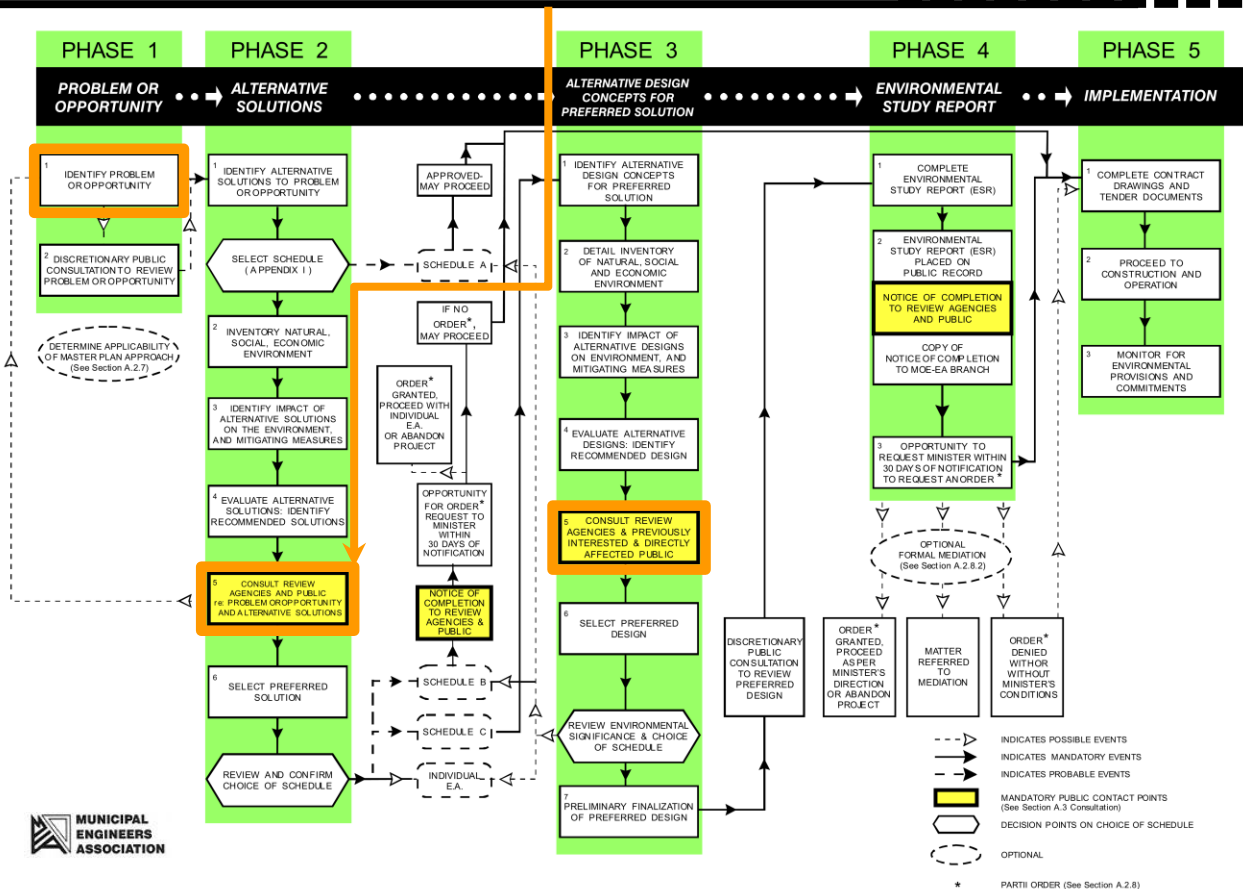 PHASE 1
PROBLEM OR
OPPORTUNITY
1
IDENTIFY PROBLEM
OR OPPORTUNITY
2
DISCRETIONARY PUBLIC
CONSULTATION TO REVIEW
PROBLEM OR OPPORTUNITY
DETERMINE APPLICABILITY
OF MASTER PLAN APPROACH
(See Section A.2.7)
PHASE 2
ALTERNATIVE
SOLUTIONS
1
IDENTIFY ALTERNATIVE
SOLUTIONS TO PROBLEM
OR OPPORTUNITY
SELECT SCHEDULE
( APPENDIX I )
2
INVENTORY NATURAL,
SOCIAL, ECONOMIC
ENVIRONMENT
3
IDENTIFY IMPACT OF
ALTERNATIVE SOLUTIONS
ON THE ENVIRONMENT,
AND MITIGATING MEASURES
4
EVALUATE ALTERNATIVE
SOLUTIONS: IDENTIFY
RECOMMENDED SOLUTIONS
5
CONSULT REVIEW
AGENCIES AND PUBLIC
re: PROBLEM OR OPPORTUNITY
AND ALTERNATIVE SOLUTIONS
6
SELECT PREFERRED
SOLUTION
REVIEW AND CONFIRM
CHOICE OF SCHEDULE
APPROVED-
MAY PROCEED
SCHEDULE A
IF NO
ORDER*,
MAY PROCEED
ORDER*
GRANTED,
PROCEED WITH
INDIVIDUAL
E.A.
OR ABANDON
PROJECT
OPPORTUNITY
FOR ORDER*
REQUEST TO
MINISTER
WITHIN
30 DAYS OF
NOTIFICATION
NOTICE OF
COMPLETION
TO REVIEW
AGENCIES &
PUBLIC
SCHEDULE B
SCHEDULE C
INDIVIDUAL
E.A.
PHASE 3
ALTERNATIVE DESIGN
CONCEPTS FOR
PREFERRED SOLUTION
1
IDENTIFY ALTERNATIVE
DESIGN CONCEPTS
FOR PREFERRED
SOLUTION
2
DETAIL INVENTORY
OF NATURAL, SOCIAL
AND ECONOMIC
ENVIRONMENT
3
IDENTIFY IMPACT OF
ALTERNATIVE DESIGNS
ON ENVIRONMENT, AND
MITIGATING MEASURES
4
EVALUATE ALTERNATIVE
DESIGNS: IDENTIFY
RECOMMENDED DESIGN
5
CONSULT REVIEW
AGENCIES & PREVIOUSLY
INTERESTED & DIRECTLY
AFFECTED PUBLIC
6
SELECT PREFERRED
DESIGN
REVIEW ENVIRONMENTAL
SIGNIFICANCE & CHOICE
OF SCHEDULE
7
PRELIMINARY FINALIZATION
OF PREFERRED DESIGN
DISCRETIONARY
PUBLIC
CONSULTATION
TO REVIEW
PREFERRED
DESIGN
PHASE 4
ENVIRONMENTAL
STUDY REPORT
1
COMPLETE
ENVIRONMENTAL
STUDY REPORT (ESR)
2
ENVIRONMENTAL
STUDY REPORT (ESR)
PLACED ON
PUBLIC RECORD
NOTICE OF COMPLETION
TO REVIEW AGENCIES
AND PUBLIC
COPY OF
NOTICE OF COMPLETION
TO MOE-EA BRANCH
3
OPPORTUNITY TO
REQUEST MINISTER WITHIN
30 DAYS OF NOTIFICATION
TO REQUEST AN ORDER*
OPTIONAL
FORMAL MEDIATION
(See Section A.2.8.2)
ORDER*
GRANTED,
PROCEED
AS PER
MINISTER'S
DIRECTION
OR ABANDON
PROJECT
MATTER
REFERRED
TO
MEDIATION
ORDER*
DENIED
WITH OR
WITHOUT
MINISTER'S
CONDITIONS
PHASE 5
IMPLEMENTATION
1
COMPLETE CONTRACT
DRAWINGS AND
TENDER DOCUMENTS
2
PROCEED TO
CONSTRUCTION AND
OPERATION
3
MONITOR FOR
ENVIRONMENTAL
PROVISIONS AND
COMMITMENTS
INDICATES POSSIBLE EVENTS
INDICATES MANDATORY EVENTS
INDICATES PROBABLE EVENTS
MANDATORY PUBLIC CONTACT POINTS
(See Section A.3 Consultation)
DECISION POINTS ON CHOICE OF SCHEDULE
OPTIONAL
* PART II ORDER (See Section A.2.8)
MUNICIPAL
ENGINEERS
ASSOCIATION